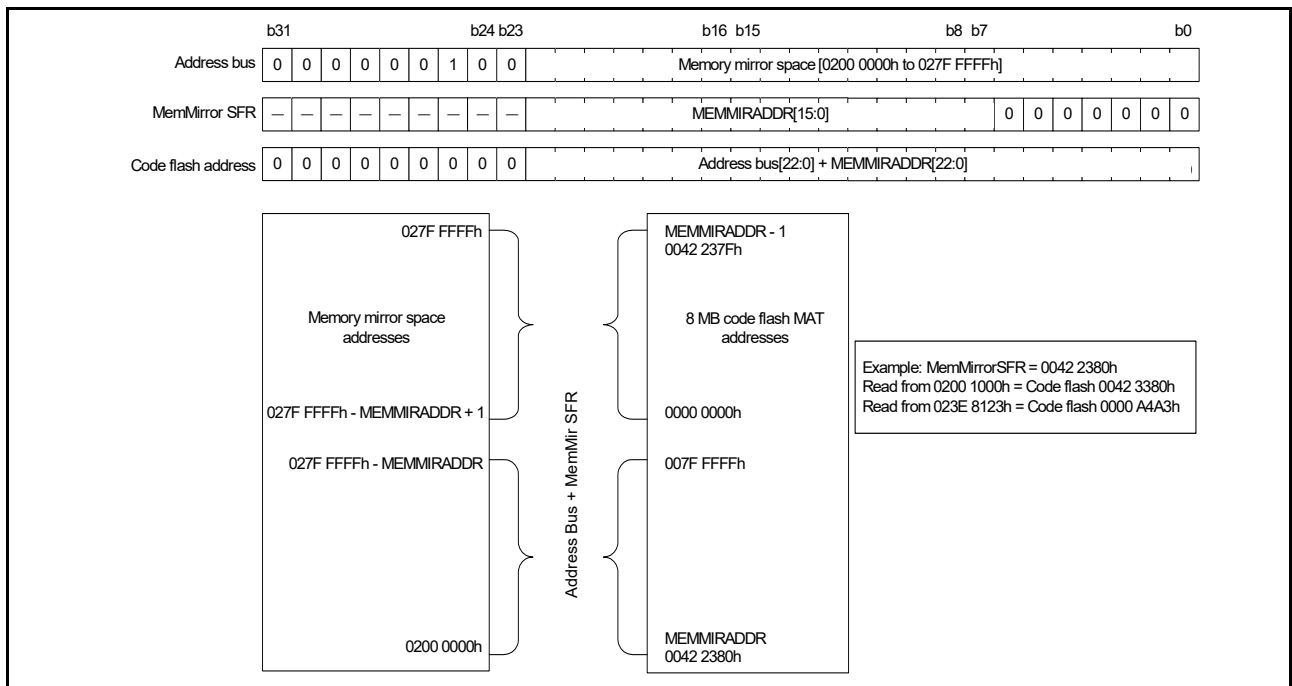 b31 b24 b23 b16 b15 b8 b7 b0
Address bus 0 0 0 0 0 0 1 0 0 Memory mirror space [0200 0000h to 027F FFFFh]
MemMirror SFR — — — — — — — — — MEMMIRADDR[15:0] 0 0 0 0 0 0 0
Code flash address 0 0 0 0 0 0 0 0 0 Address bus[22:0] + MEMMIRADDR[22:0]
027F FFFFh
Memory mirror space
addresses
027F FFFFh - MEMMIRADDR + 1
027F FFFFh - MEMMIRADDR
0200 0000h
Address Bus + MemMir SFR
MEMMIRADDR - 1
0042 237Fh
8 MB code flash MAT
addresses
0000 0000h
007F FFFFh
MEMMIRADDR
0042 2380h
Example: MemMirrorSFR = 0042 2380h
Read from 0200 1000h = Code flash 0042 3380h
Read from 023E 8123h = Code flash 0000 A4A3h